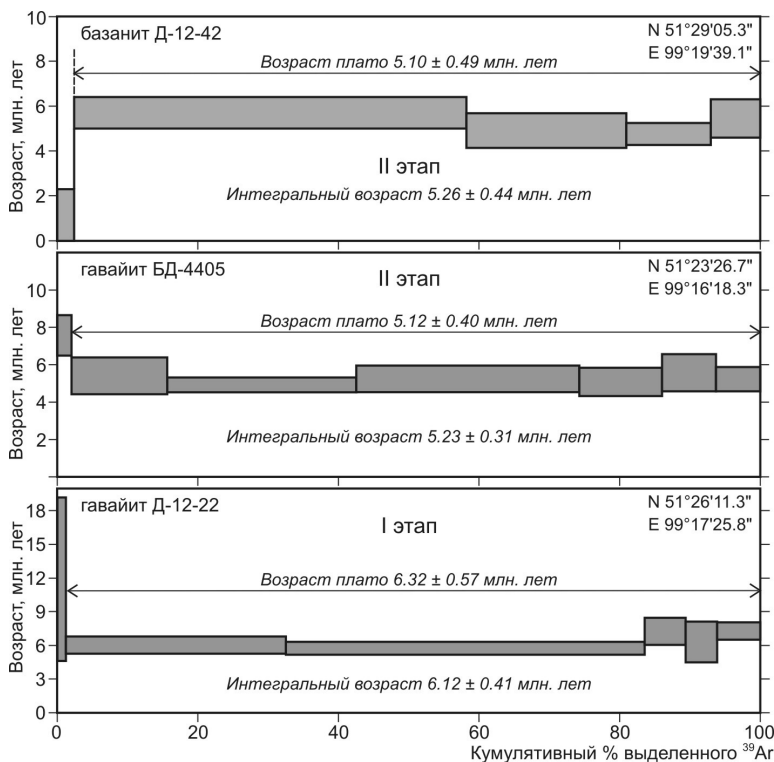 10
базанит Д-12-42
N 51°29'05.3"
E 99°19'39.1"
Возраст плато 5.10 ± 0.49 млн. лет
8
6
4
2
0
Возраст, млн. лет
II этап
Интегральный возраст 5.26 ± 0.44 млн. лет
гавайит БД-4405
II этап
N 51°23'26.7"
E 99°16'18.3"
Возраст плато 5.12 ± 0.40 млн. лет
10
8
6
4
2
Возраст, млн. лет
Интегральный возраст 5.23 ± 0.31 млн. лет
гавайит Д-12-22
I этап
N 51°26'11.3"
E 99°17'25.8"
Возраст плато 6.32 ± 0.57 млн. лет
18
15
12
9
6
3
0
Возраст, млн. лет
Интегральный возраст 6.12 ± 0.41 млн. лет
0 20 40 60 80 100
Кумулятивный % выделенного ³⁹Ar